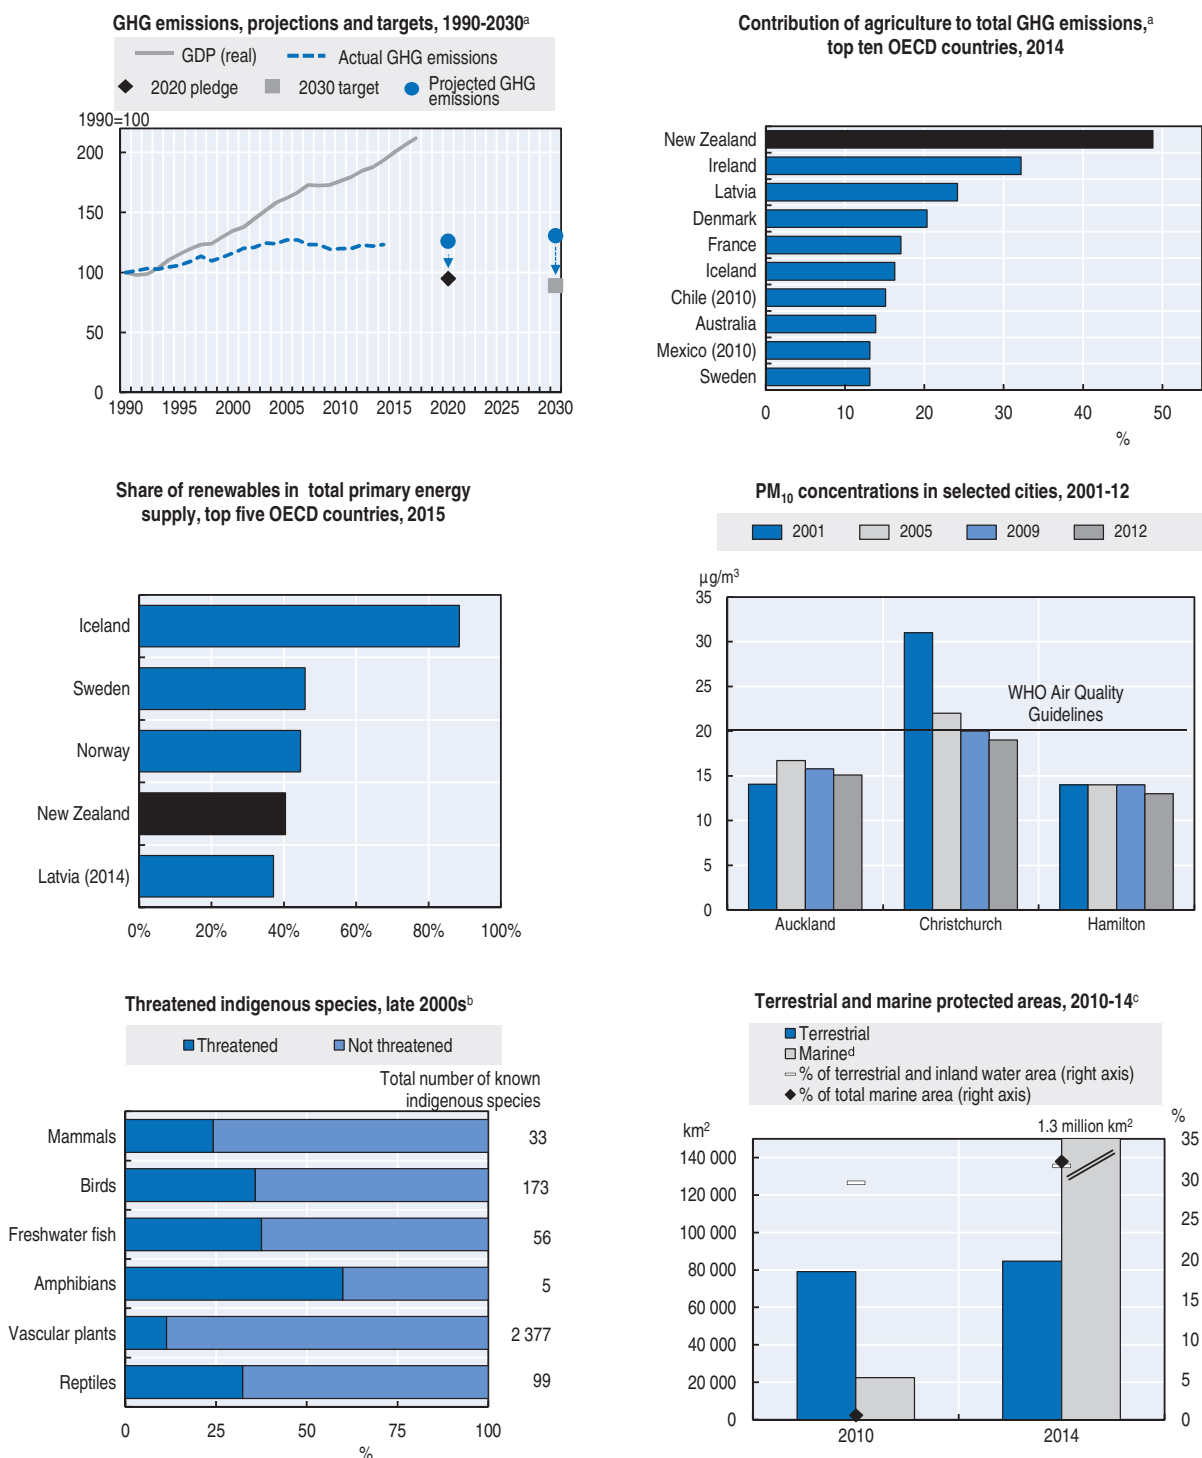 GHG emissions, projections and targets, 1990-2030ᵃ
GDP (real)
Actual GHG emissions
2020 pledge
2030 target
Projected GHG
emissions
1990=100
200
150
100
50
0
1990 1995 2000 2005 2010 2015 2020 2025 2030
Contribution of agriculture to total GHG emissions,ᵃ
top ten OECD countries, 2014
New Zealand
Ireland
Latvia
Denmark
France
Iceland
Chile (2010)
Australia
Mexico (2010)
Sweden
0 10 20 30 40 50
%
Share of renewables in total primary energy
supply, top five OECD countries, 2015
Iceland
Sweden
Norway
New Zealand
Latvia (2014)
0% 20% 40% 60% 80% 100%
PM₁₀ concentrations in selected cities, 2001-12
2001 2005 2009 2012
µg/m³
35
30
25
20
15
10
5
0
WHO Air Quality
Guidelines
Auckland Christchurch Hamilton
Threatened indigenous species, late 2000sᵇ
Threatened Not threatened
Total number of known
indigenous species
Mammals 33
Birds 173
Freshwater fish 56
Amphibians 5
Vascular plants 2 377
Reptiles 99
0 25 50 75 100
%
Terrestrial and marine protected areas, 2010-14ᶜ
Terrestrial
Marineᵈ
% of terrestrial and inland water area (right axis)
% of total marine area (right axis)
1.3 million km²
km²
140 000
120 000
100 000
80 000
60 000
40 000
20 000
0
%
35
30
25
20
15
10
5
0
2010 2014